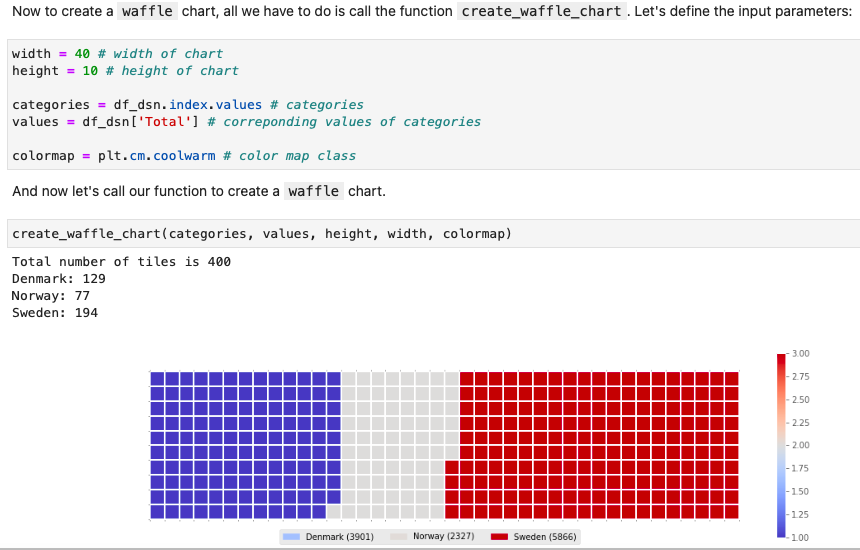 Now to create a waffle chart, all we have to do is call the function create_waffle_chart. Let's define the input parameters:
width = 40 # width of chart
height = 10 # height of chart
categories = df_dsn.index.values # categories
values = df_dsn['Total'] # correponding values of categories
colormap = plt.cm.coolwarm # color map class
And now let's call our function to create a waffle chart.
create_waffle_chart(categories, values, height, width, colormap)
Total number of tiles is 400
Denmark: 129
Norway: 77
Sweden: 194
3.00
2.75
2.50
2.25
2.00
1.75
1.50
1.25
1.00
Denmark (3901) Norway (2327) Sweden (5866)